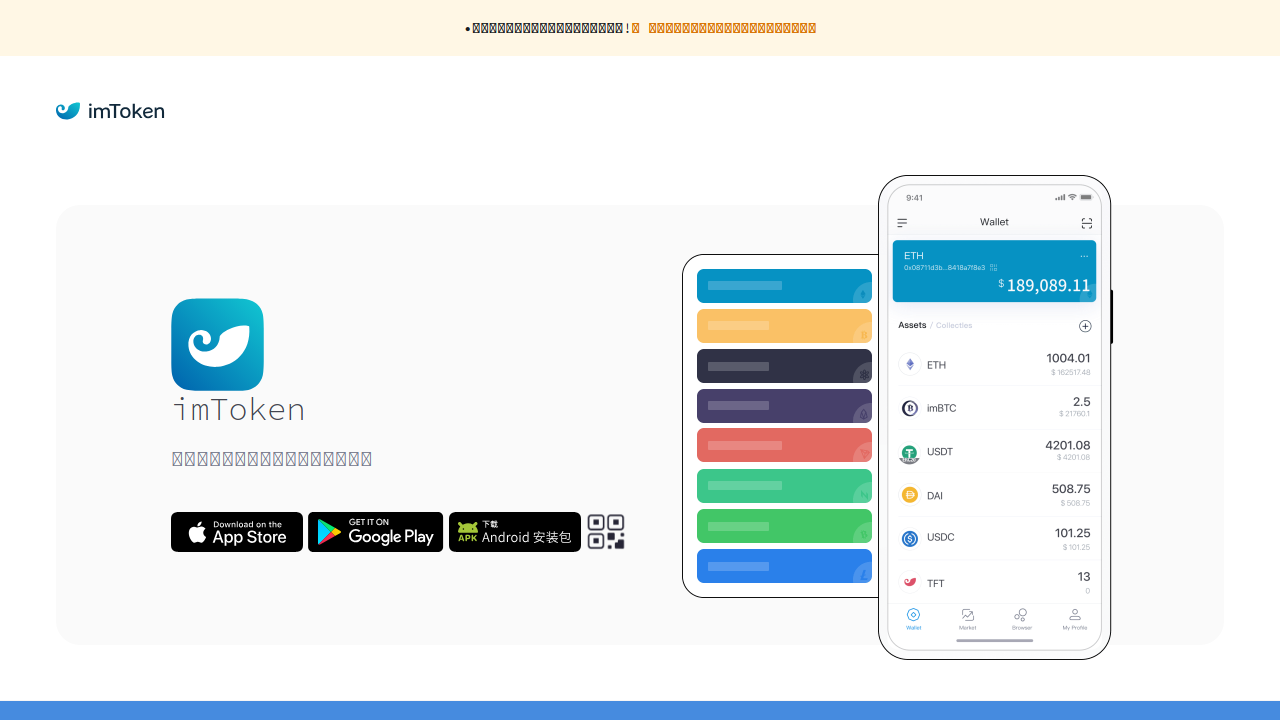 imToken
imToken
Download on the
App Store
GET IT ON
Google Play
APK
下载
Android 安装包
9:41
Wallet
ETH
0x08711d3b...8418a7f8e3
$ 189,089.11
Assets / Collecties
ETH
1004.01
$ 162517.48
imBTC
2.5
$ 21760.1
USDT
4201.08
$ 4201.08
DAI
508.75
$ 508.75
USDC
101.25
$ 101.25
TFT
13
0
Wallet
Market
Browser
My Profile